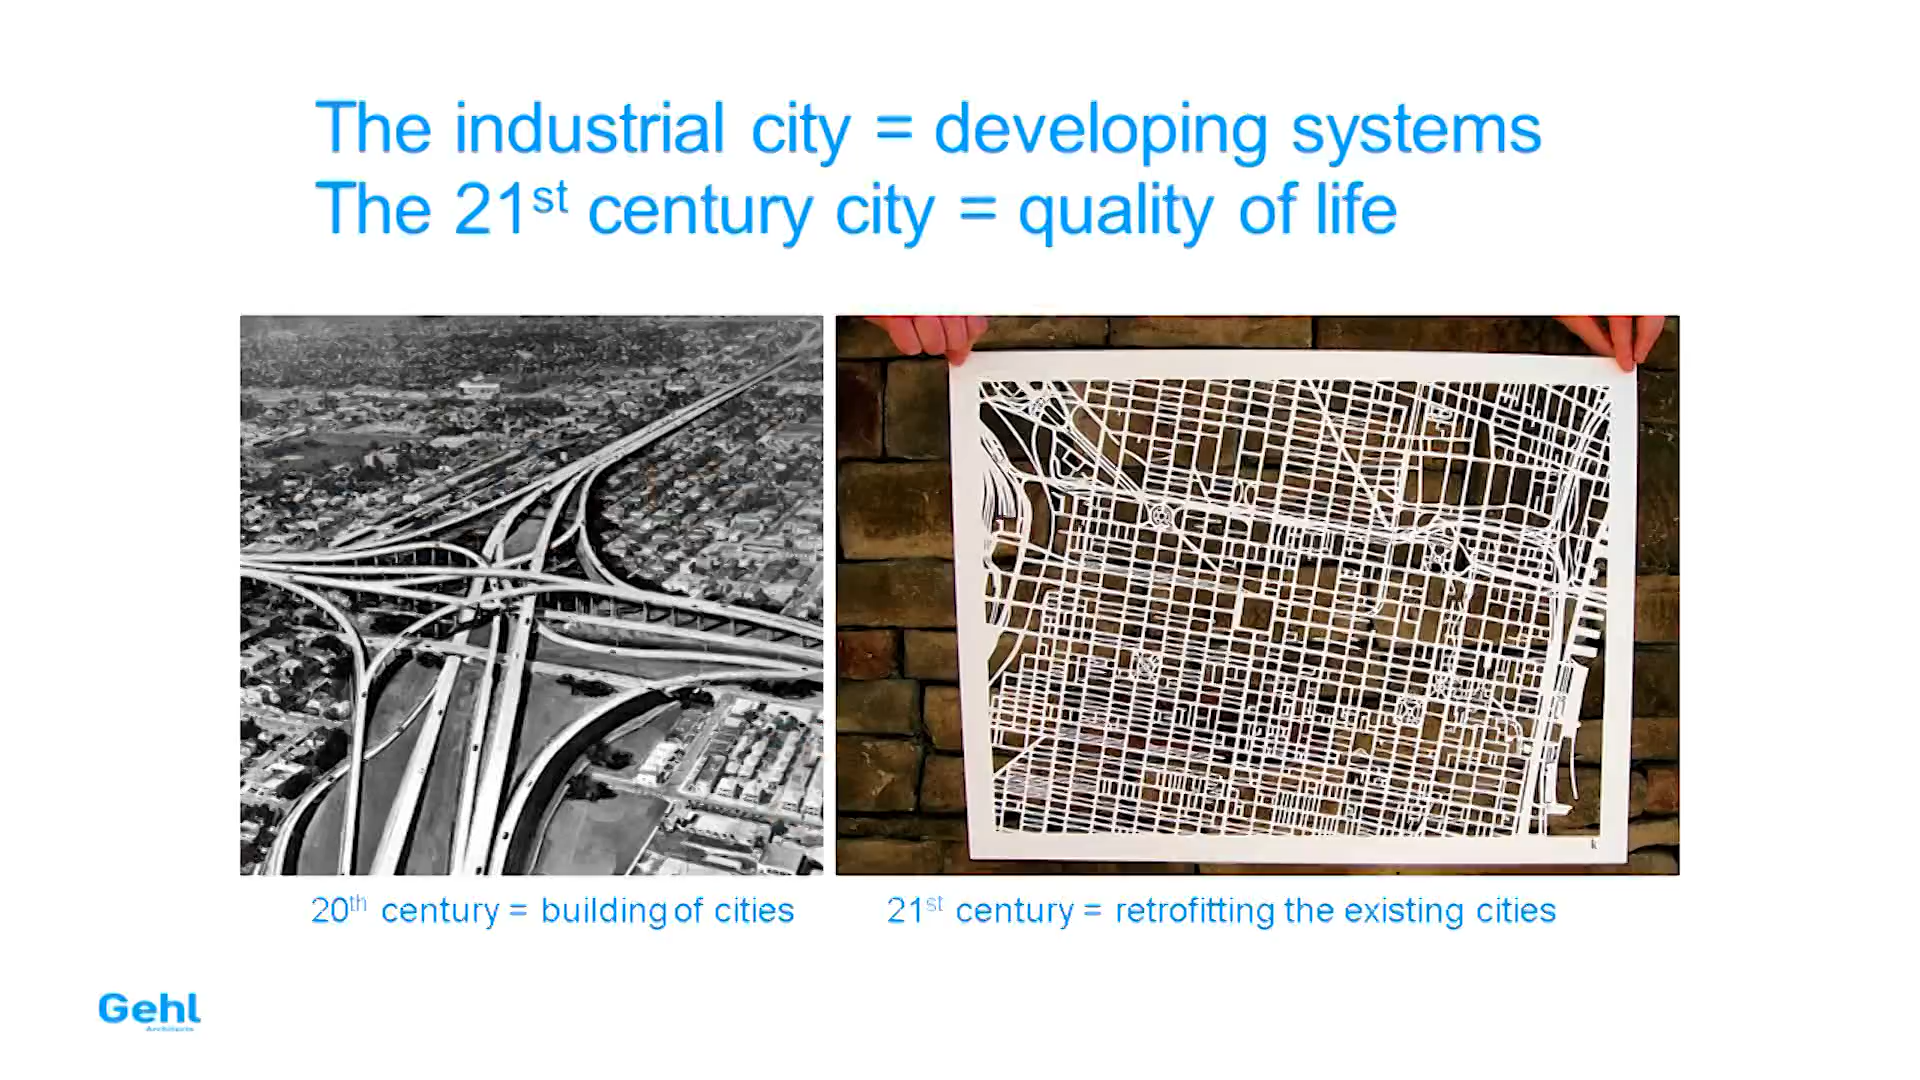 The industrial city = developing systems
The 21st century city = quality of life
20th century = building of cities
21st century = retrofitting the existing cities
Gehl
Architects